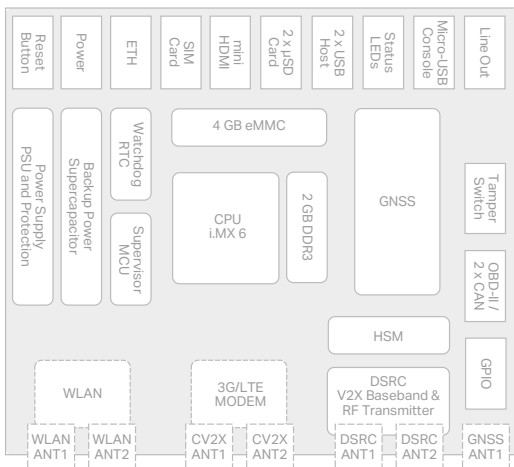 Reset
Button
Power
ETH
SIM
Card
mini
HDMI
2 x µSD
Card
2 x USB
Host
Status
LEDs
Micro-USB
Console
Line Out
Power Supply
PSU and Protection
Backup Power
Supercapacitor
Watchdog
RTC
Supervisor
MCU
4 GB eMMC
CPU
i.MX 6
2 GB DDR3
GNSS
Tamper
Switch
OBD-II /
2 x CAN
GPIO
HSM
WLAN
3G/LTE
MODEM
DSRC
V2X Baseband &
RF Transmitter
WLAN
ANT1
WLAN
ANT2
CV2X
ANT1
CV2X
ANT2
DSRC
ANT1
DSRC
ANT2
GNSS
ANT1